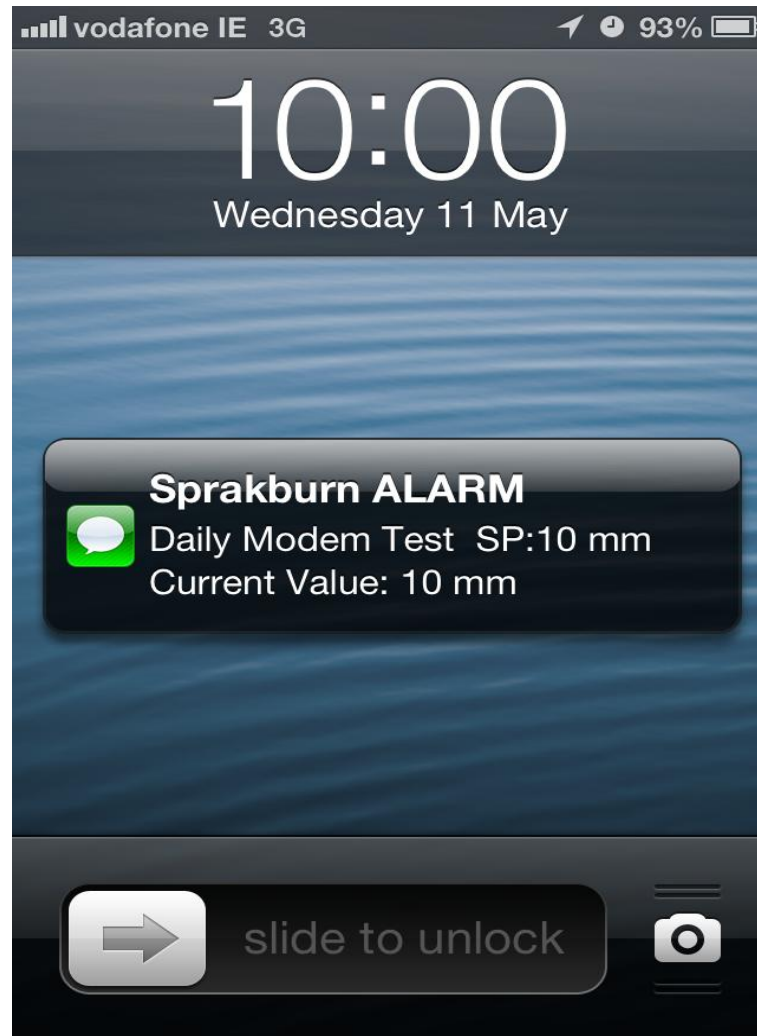 vodafone IE 3G 93%
10:00
Wednesday 11 May
Sprakburn ALARM
Daily Modem Test SP:10 mm
Current Value: 10 mm
slide to unlock